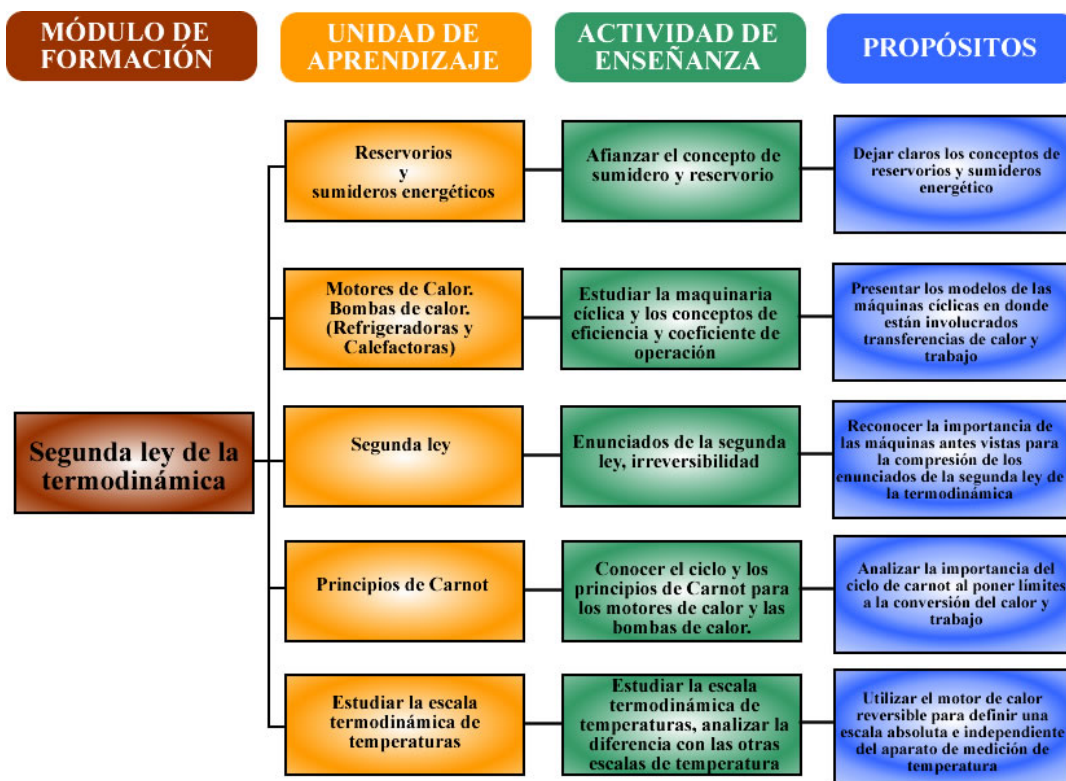 MÓDULO DE
FORMACIÓN
UNIDAD DE
APRENDIZAJE
ACTIVIDAD DE
ENSEÑANZA
PROPÓSITOS
Segunda ley de la
termodinámica
Reservorios
y
sumideros energéticos
Afianzar el concepto de
sumidero y reservorio
Dejar claros los conceptos de
reservorios y sumideros
energético
Motores de Calor.
Bombas de calor.
(Refrigeradoras y
Calefactoras)
Estudiar la maquinaria
cíclica y los conceptos de
eficiencia y coeficiente de
operación
Presentar los modelos de las
máquinas cíclicas en donde
están involucrados
transferencias de calor y
trabajo
Segunda ley
Enunciados de la segunda
ley, irreversibilidad
Reconocer la importancia de
las máquinas antes vistas para
la compresión de los
enunciados de la segunda ley de
la termodinámica
Principios de Carnot
Conocer el ciclo y los
principios de Carnot para
los motores de calor y las
bombas de calor.
Analizar la importancia del
ciclo de carnot al poner límites
a la conversión del calor y
trabajo
Estudiar la escala
termodinámica de
temperaturas
Estudiar la escala
termodinámica de
temperaturas, analizar la
diferencia con las otras
escalas de temperatura
Utilizar el motor de calor
reversible para definir una
escala absoluta e independiente
del aparato de medición de
temperatura